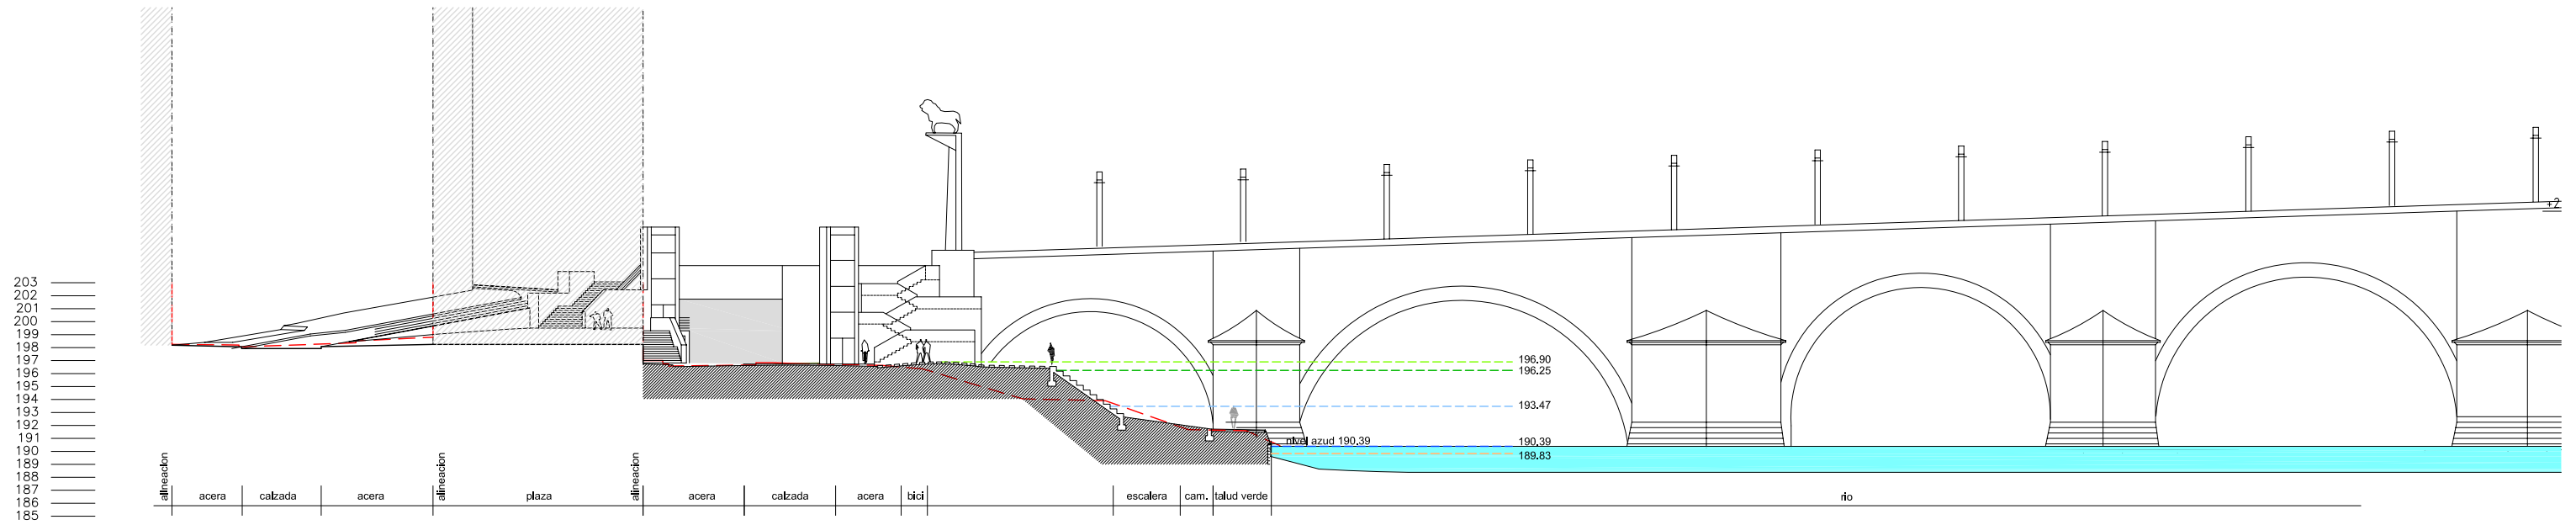 +2
203
202
201
200
199
198
197
196
195
194
193
192
191
190
189
188
187
186
185
196,90
196.25
193.47
nivel azud 190,39
190,39
189.83
alineacion
alineacion
alineacion
acera
calzada
acera
plaza
acera
calzada
acera
bici
escalera
cam.
talud verde
rio